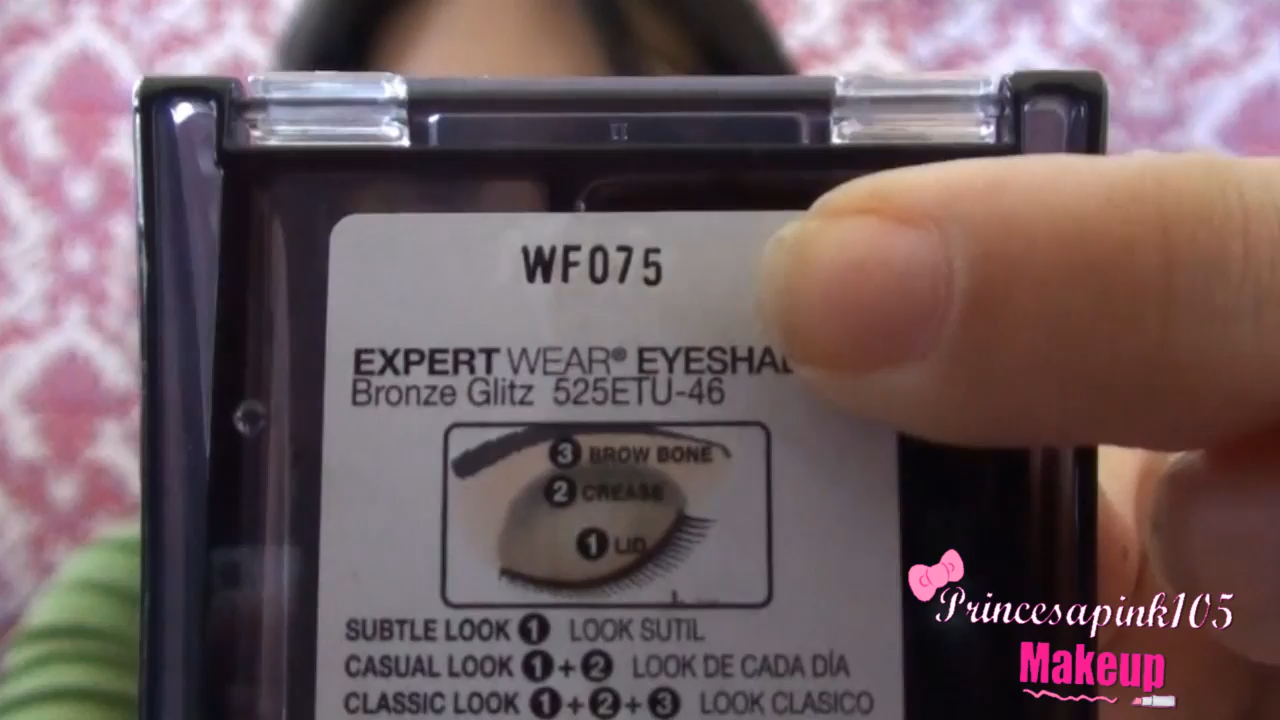 WF075
EXPERT WEAR® EYESHA
Bronze Glitz 525ETU-46
3 BROW BONE
2 CREASE
1 LID
SUBTLE LOOK 1 LOOK SUTIL
CASUAL LOOK 1 + 2 LOOK DE CADA DÍA
CLASSIC LOOK 1 + 2 + 3 LOOK CLASICO
Princesapink105
Makeup